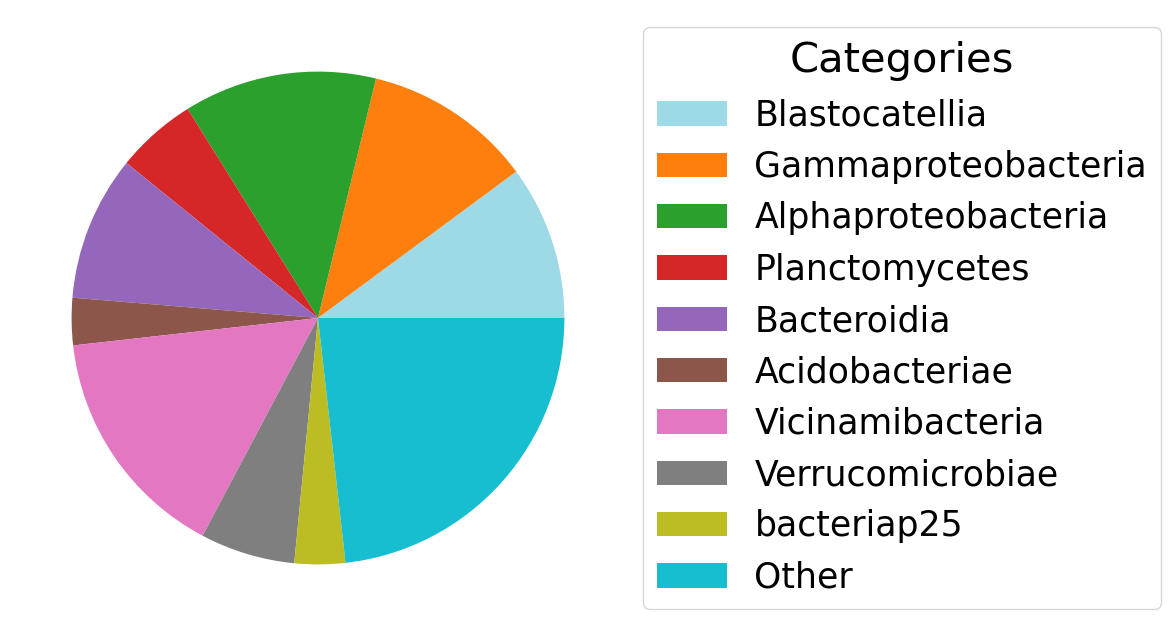 Categories
Blastocatellia
Gammaproteobacteria
Alphaproteobacteria
Planctomycetes
Bacteroidia
Acidobacteriae
Vicinamibacteria
Verrucomicrobiae
bacteriap25
Other